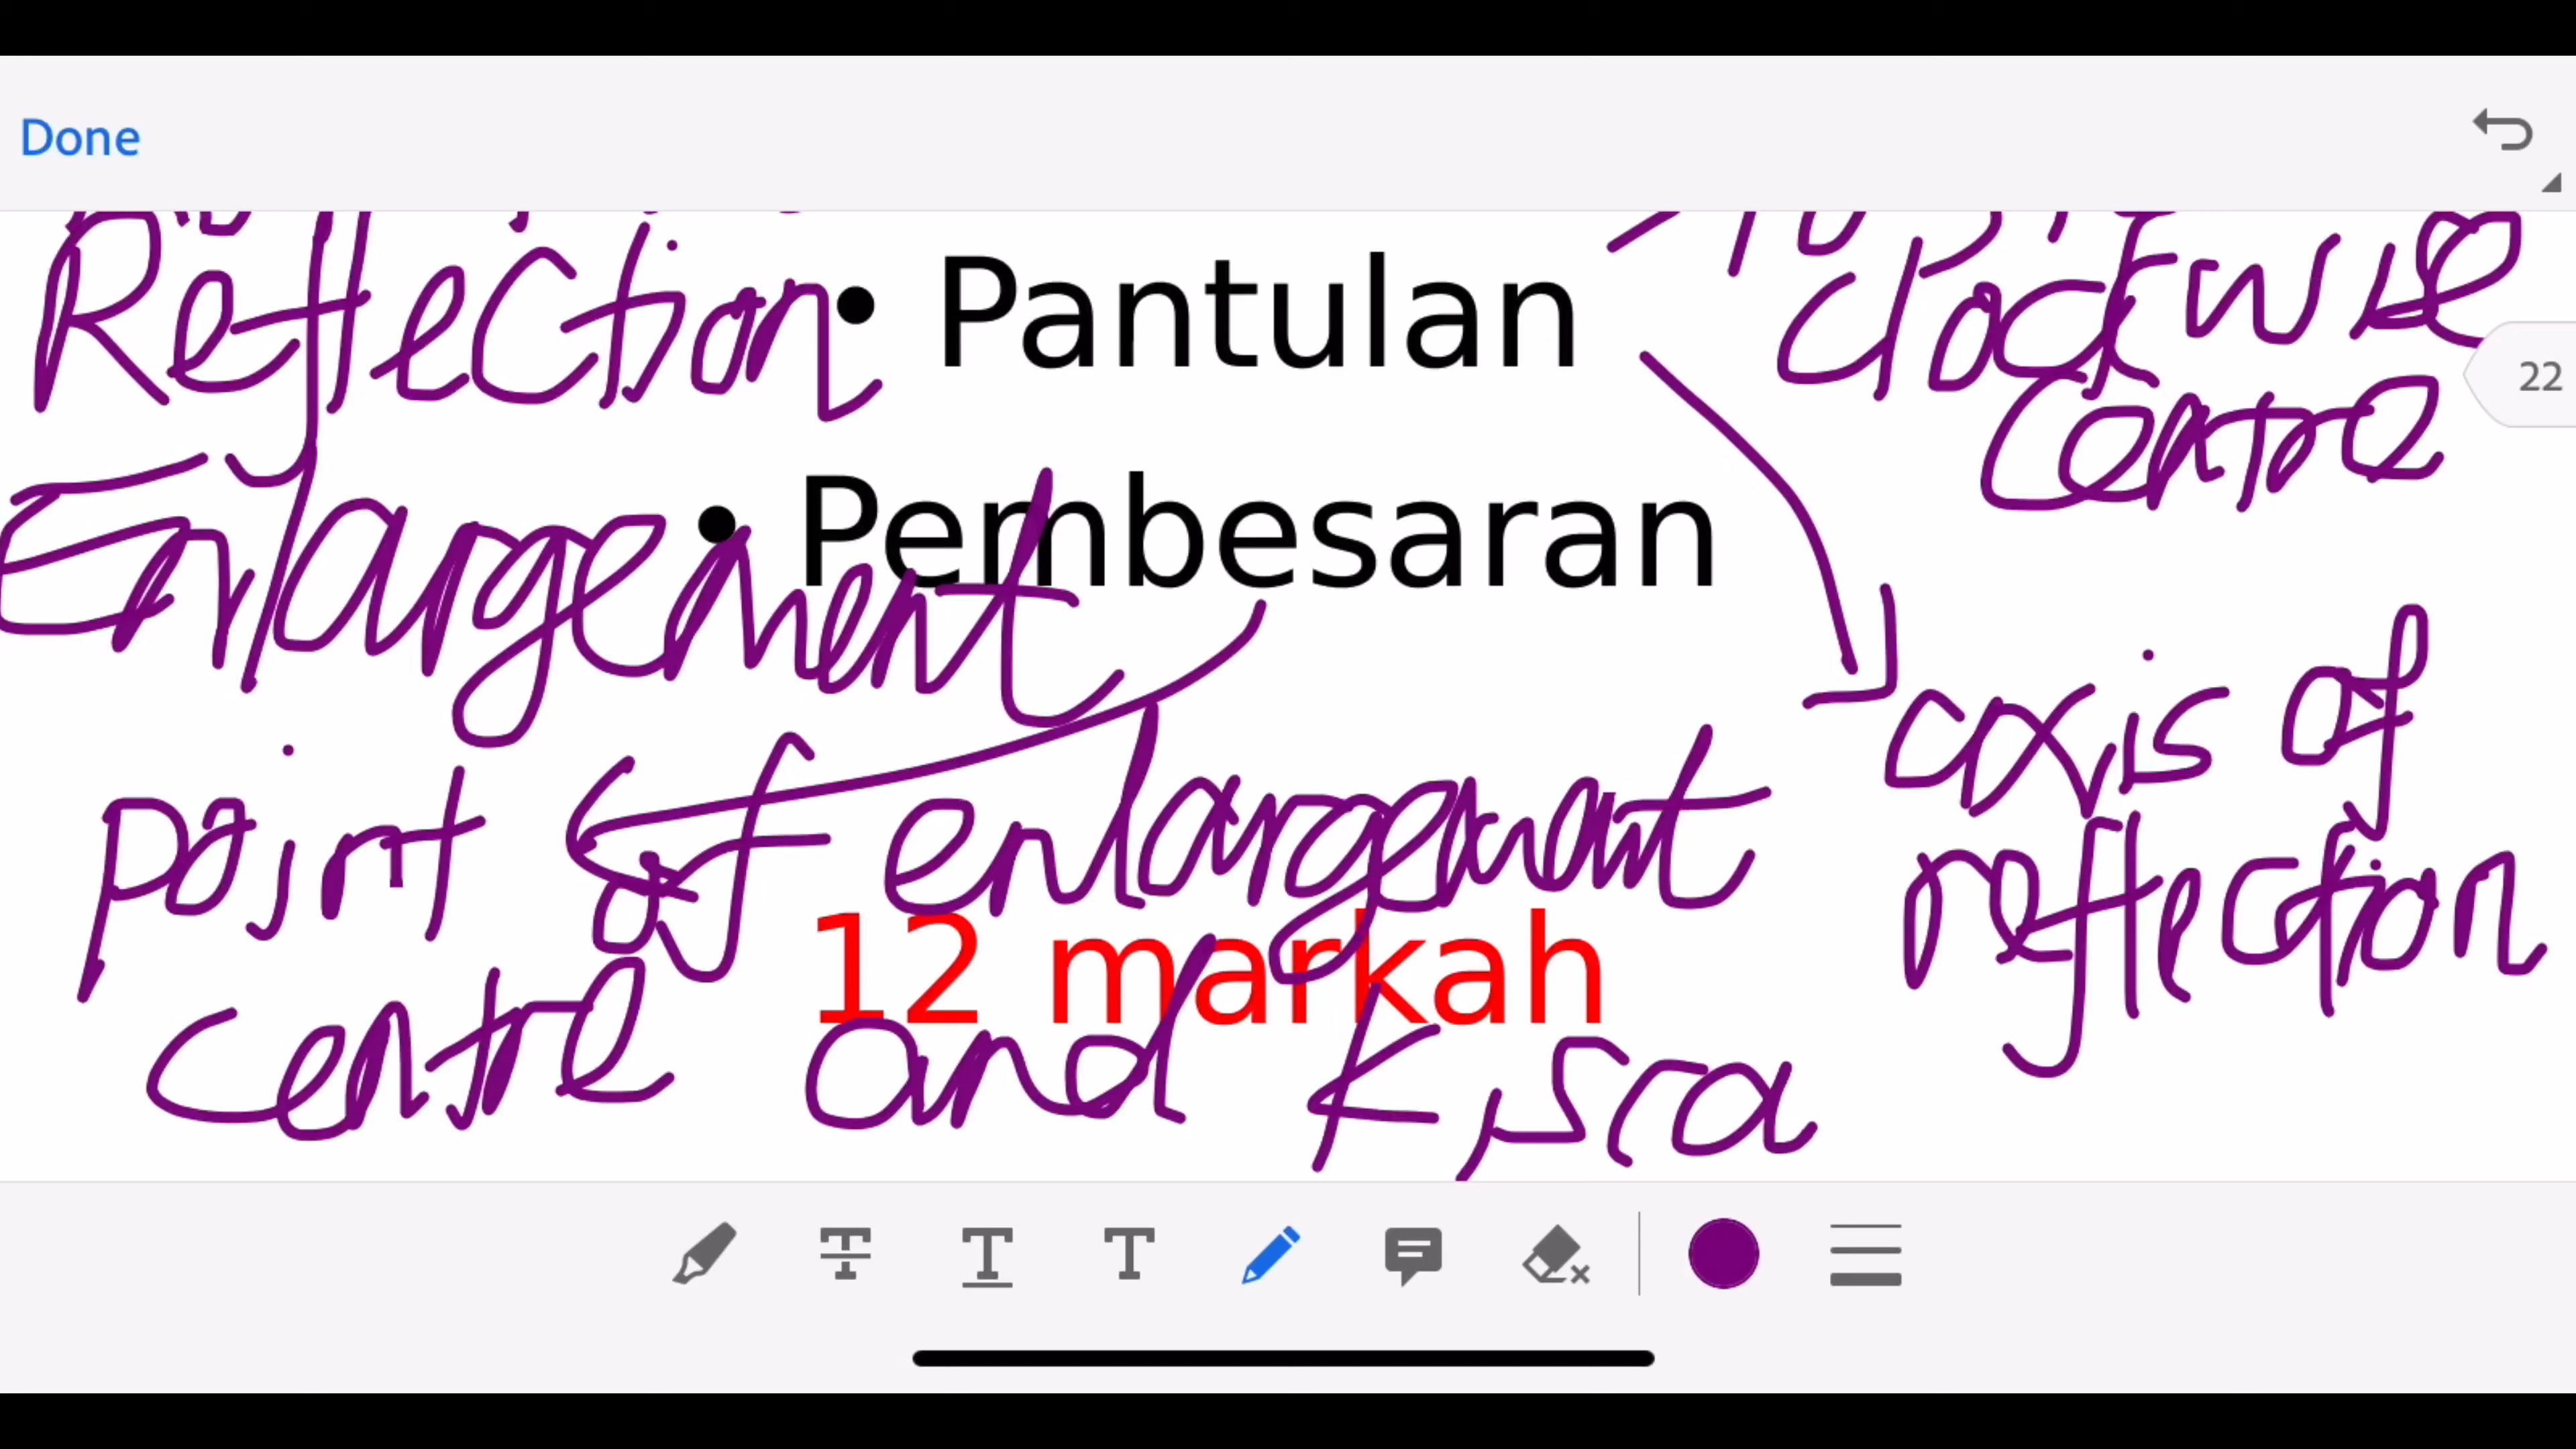 Done
Reflection • Pantulan clockwise
centre
22
Enlargement • Pembesaran
axis of
point of enlargement
reflection
12 markah
centre and k,